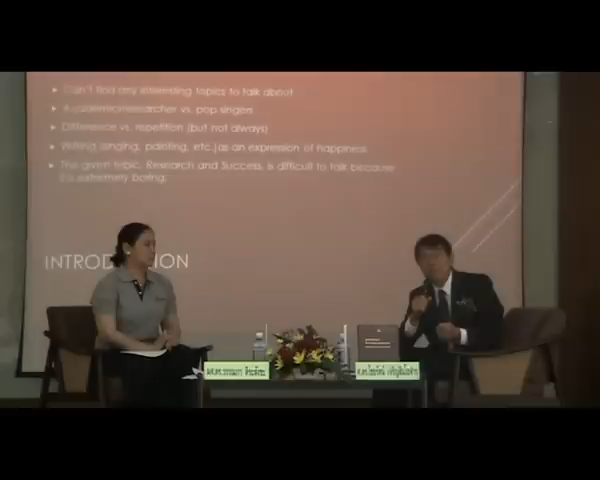 Can't find any interesting topics to talk about
Academic/researcher vs. pop singers
Difference vs. repetition (but not always)
Writing (singing, painting, etc.) as an expression of happiness
The given topic, Research and Success, is difficult to talk because
it's extremely boring.
INTRODUCTION